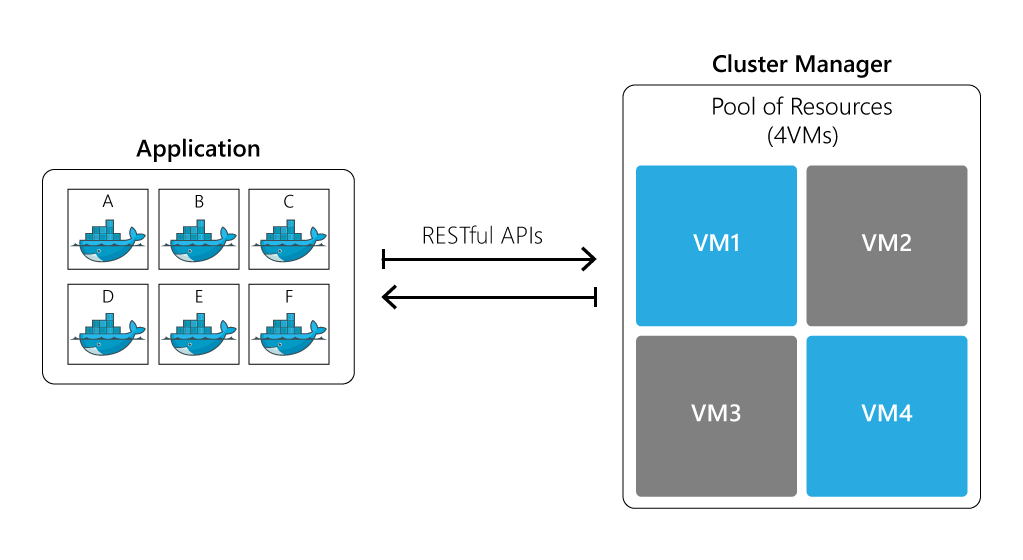 Application
A
B
C
D
E
F
RESTful APIs
Cluster Manager
Pool of Resources
(4VMs)
VM1
VM2
VM3
VM4